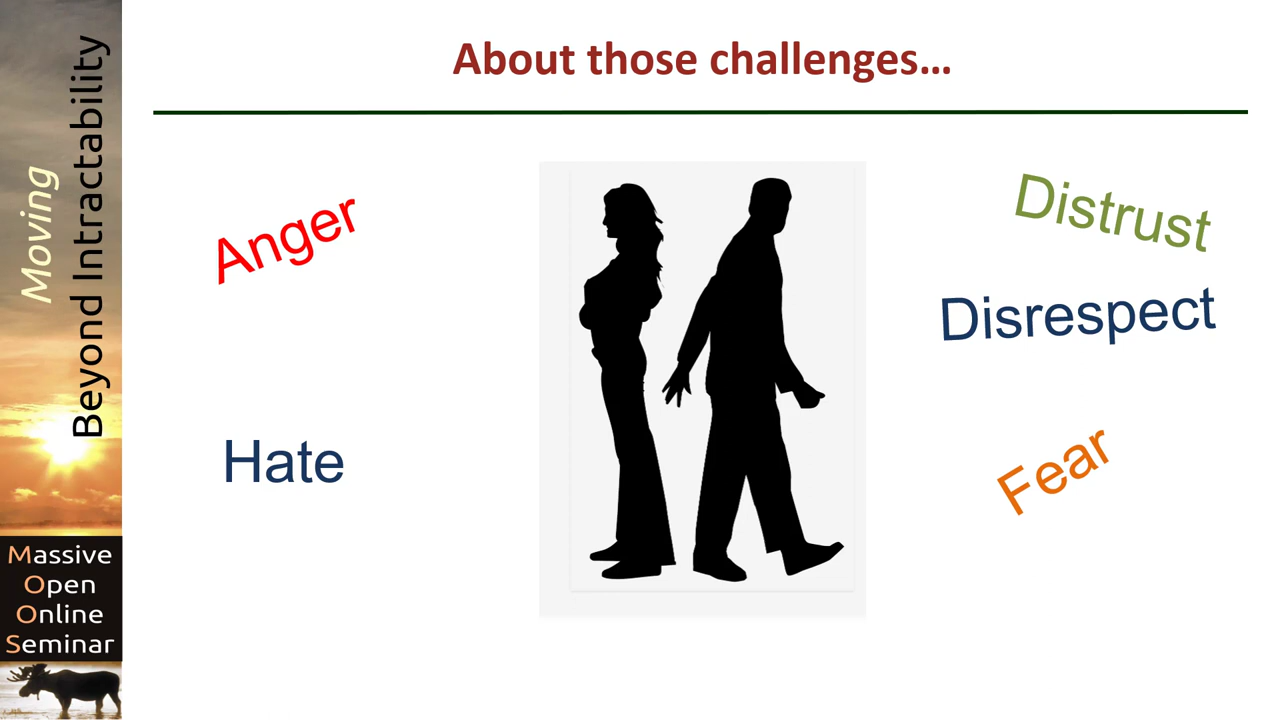 Moving
Beyond Intractability
About those challenges…
Anger
Distrust
Disrespect
Hate
Fear
Massive
Open
Online
Seminar